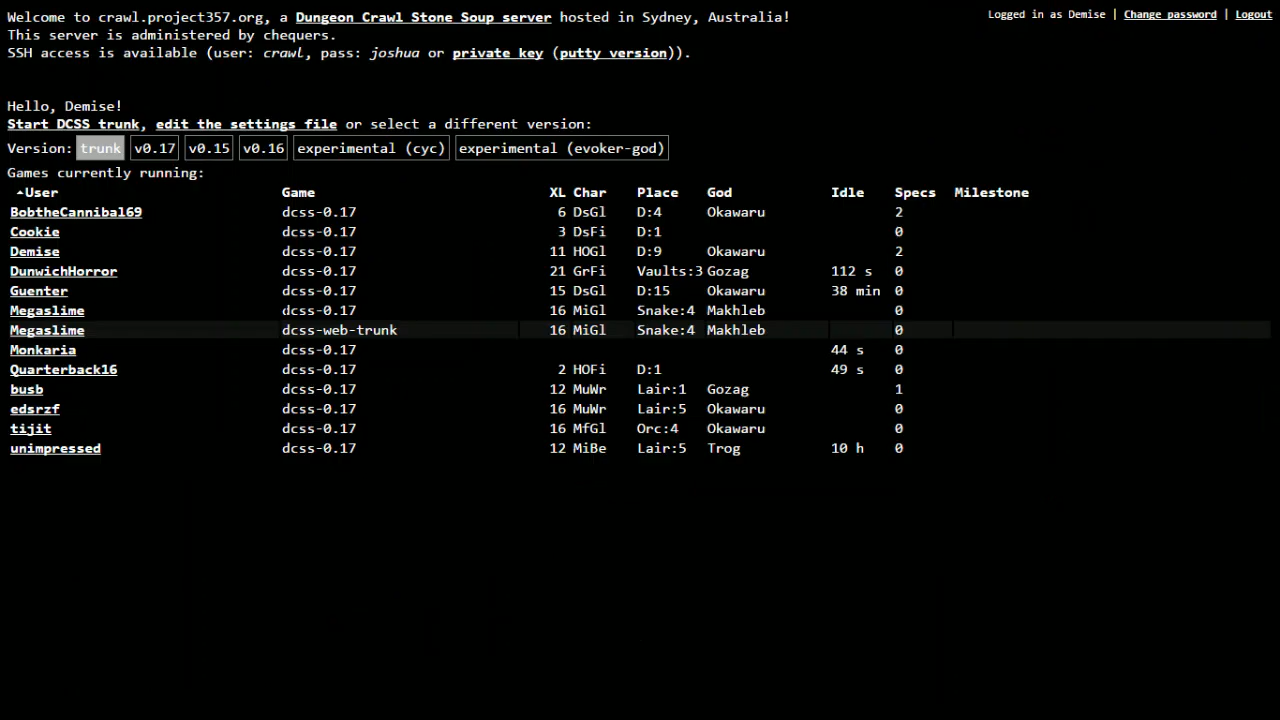 Welcome to crawl.project357.org, a Dungeon Crawl Stone Soup server hosted in Sydney, Australia!
Logged in as Demise | Change password | Logout
This server is administered by chequers.
SSH access is available (user: crawl, pass: joshua or private key (putty version)).
Hello, Demise!
Start DCSS trunk, edit the settings file or select a different version:
Version: trunk v0.17 v0.15 v0.16 experimental (cyc) experimental (evoker-god)
Games currently running:
User Game XL Char Place God Idle Specs Milestone
BobtheCannibal69 dcss-0.17 6 DsGl D:4 Okawaru 2
Cookie dcss-0.17 3 DsFi D:1 0
Demise dcss-0.17 11 HOGl D:9 Okawaru 2
DunwichHorror dcss-0.17 21 GrFi Vaults:3 Gozag 112 s 0
Guenter dcss-0.17 15 DsGl D:15 Okawaru 38 min 0
Megaslime dcss-0.17 16 MiGl Snake:4 Makhleb 0
Megaslime dcss-web-trunk 16 MiGl Snake:4 Makhleb 0
Monkaria dcss-0.17 44 s 0
Quarterback16 dcss-0.17 2 HOFi D:1 49 s 0
busb dcss-0.17 12 MuWr Lair:1 Gozag 1
edsrzf dcss-0.17 16 MuWr Lair:5 Okawaru 0
tijit dcss-0.17 16 MfGl Orc:4 Okawaru 0
unimpressed dcss-0.17 12 MiBe Lair:5 Trog 10 h 0